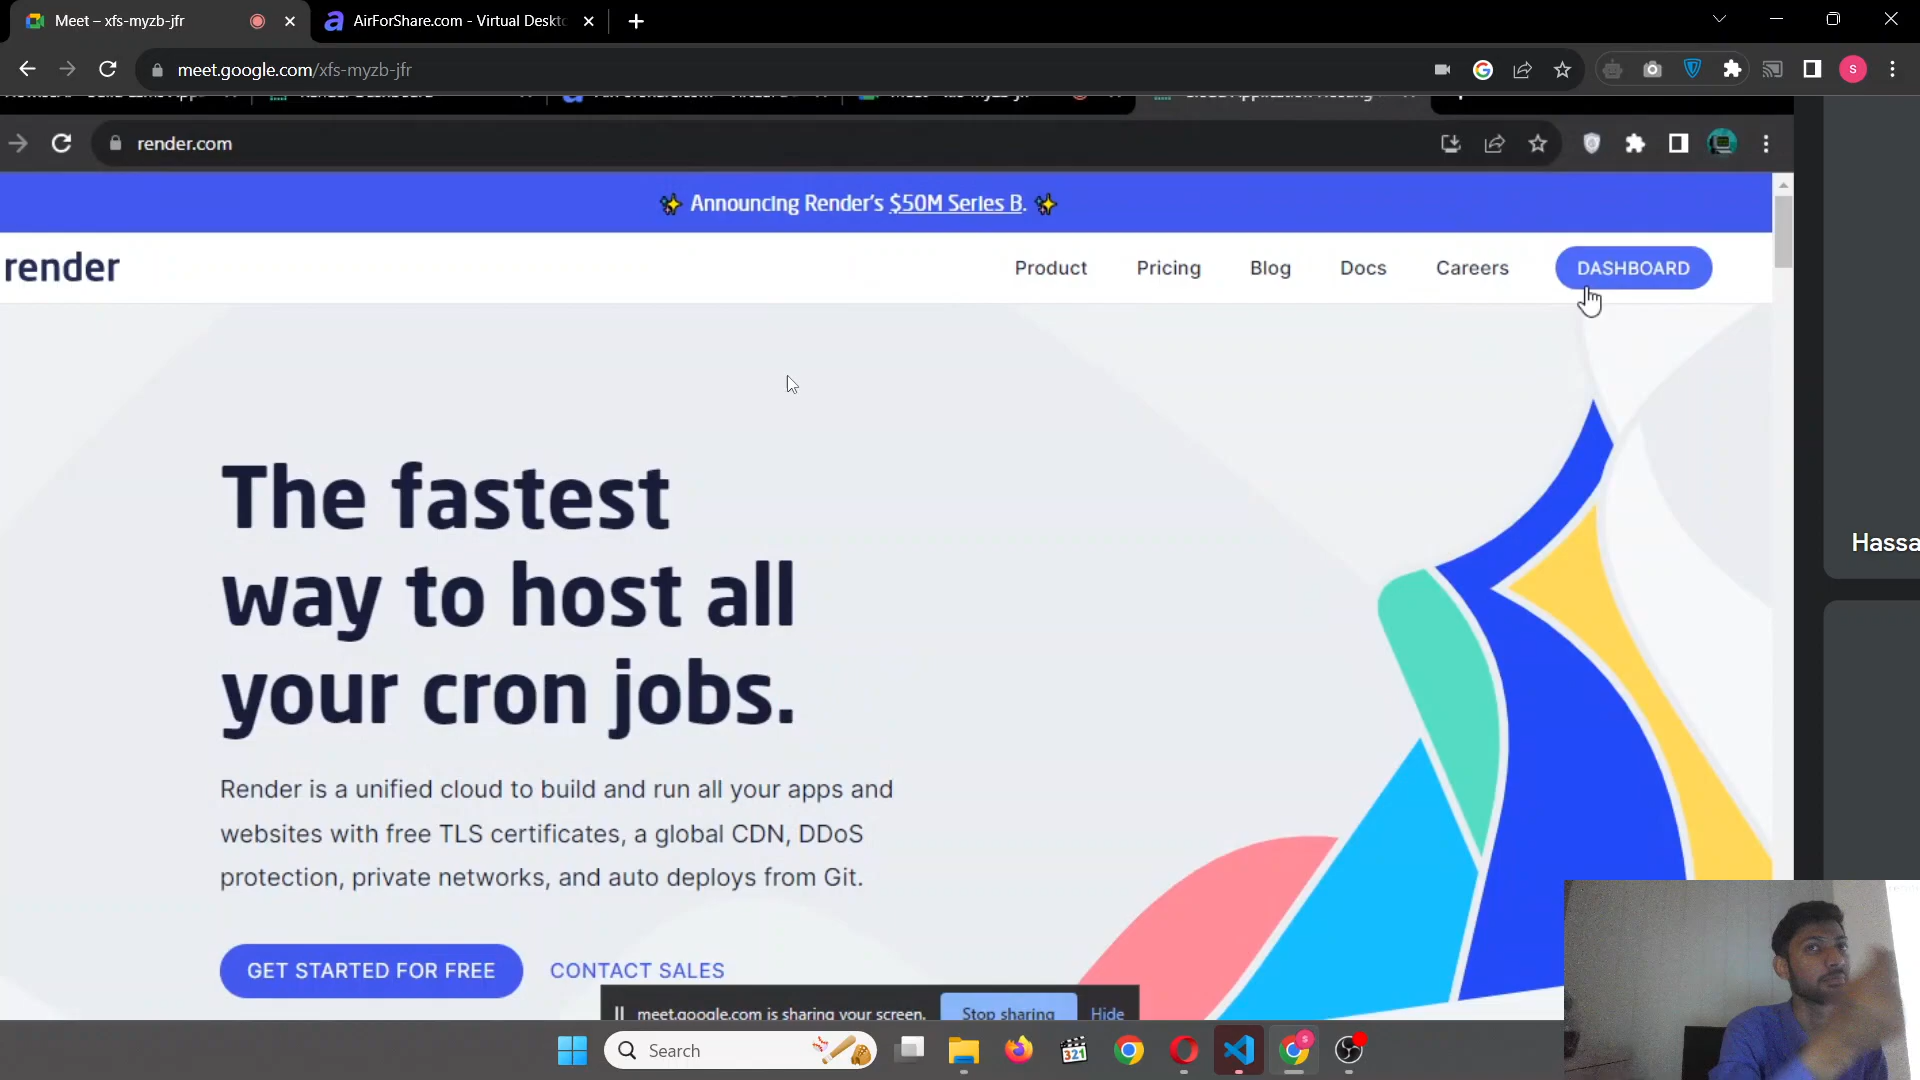 Meet – xfs-myzb-jfr
AirForShare.com - Virtual Deskto
meet.google.com/xfs-myzb-jfr
S
render.com
✨ Announcing Render's $50M Series B. ✨
render
Product
Pricing
Blog
Docs
Careers
DASHBOARD
The fastest
way to host all
your cron jobs.
Hassa
Render is a unified cloud to build and run all your apps and
websites with free TLS certificates, a global CDN, DDoS
protection, private networks, and auto deploys from Git.
GET STARTED FOR FREE
CONTACT SALES
meet.google.com is sharing your screen.
Stop sharing
Hide
Search
321